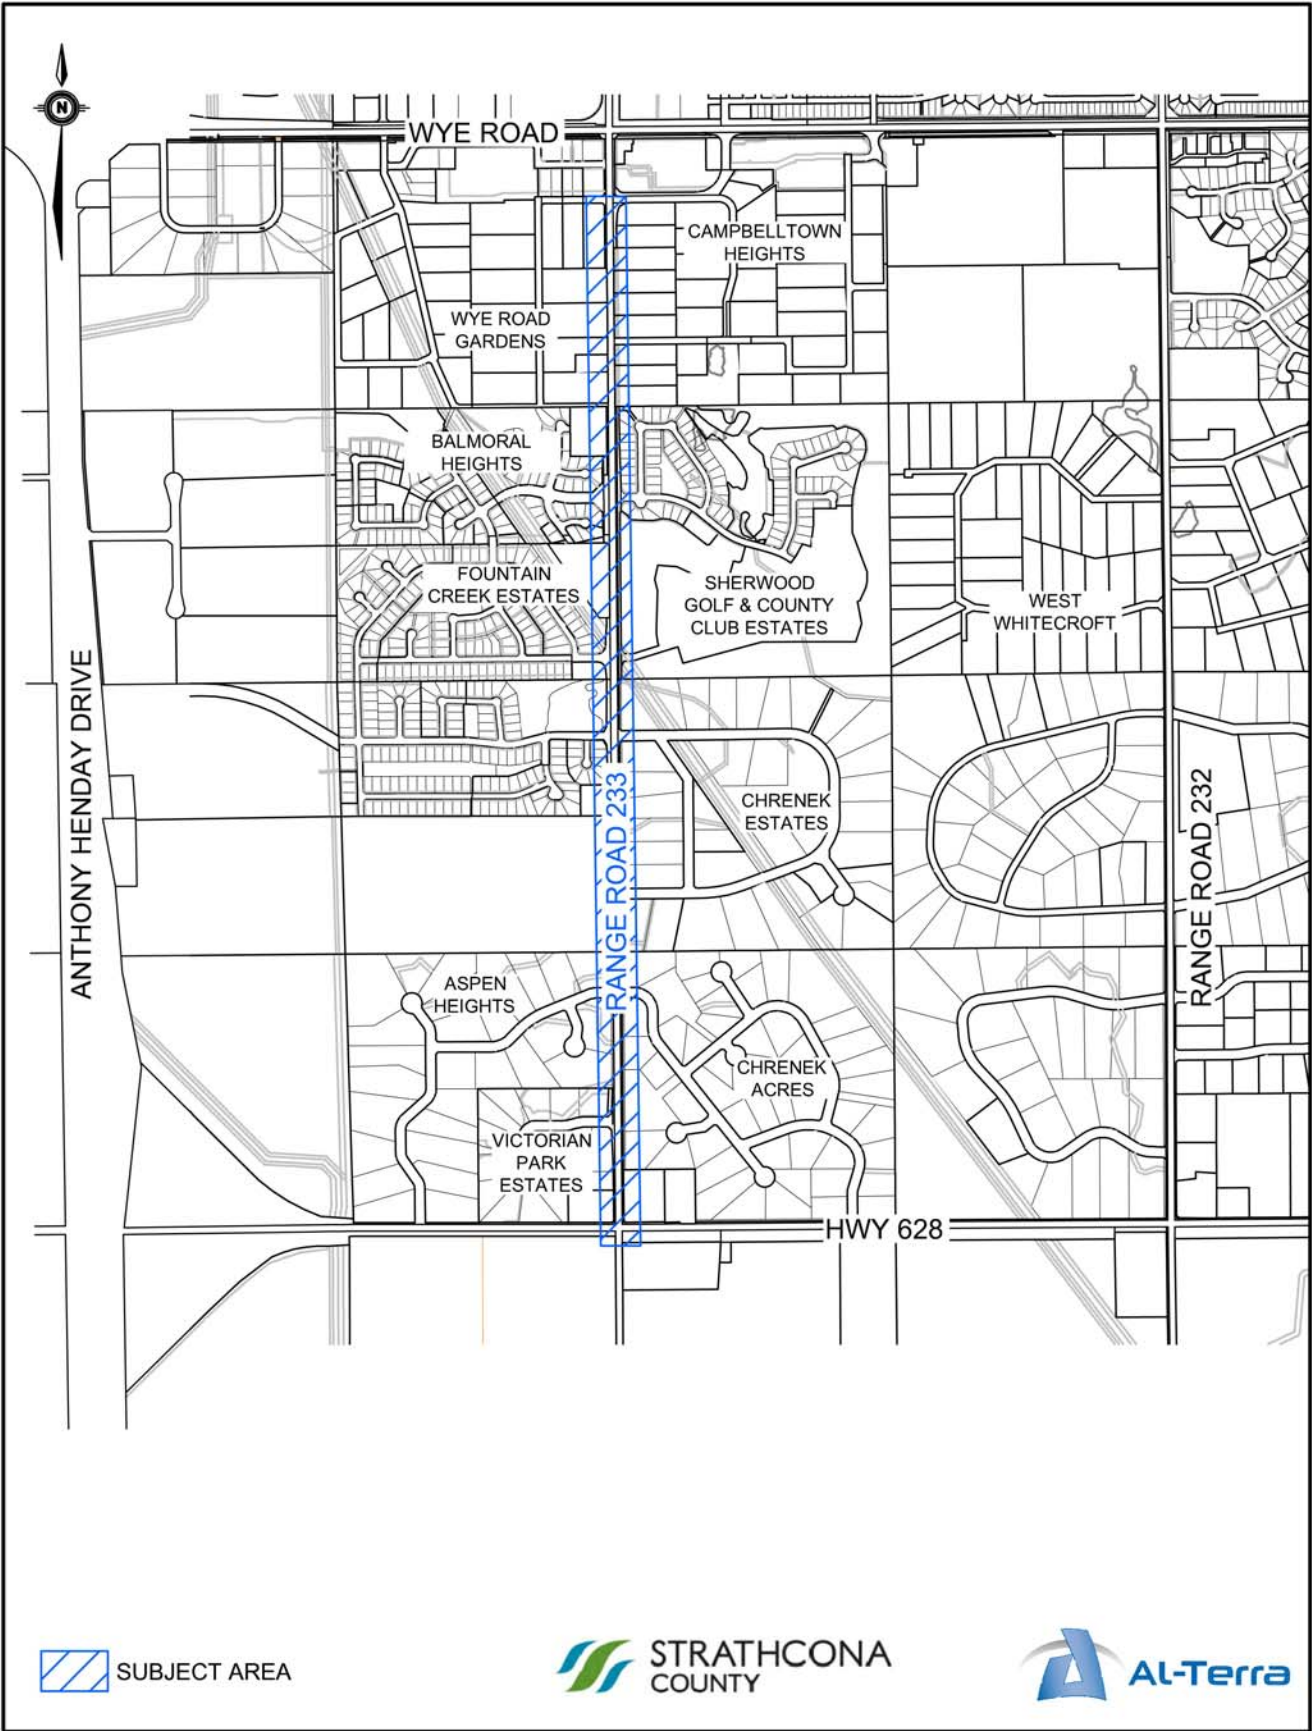 N
WYE ROAD
CAMPBELLTOWN
HEIGHTS
WYE ROAD
GARDENS
BALMORAL
HEIGHTS
FOUNTAIN
CREEK ESTATES
SHERWOOD
GOLF & COUNTY
CLUB ESTATES
WEST
WHITECROFT
ANTHONY HENDAY DRIVE
RANGE ROAD 233
CHRENEK
ESTATES
RANGE ROAD 232
ASPEN
HEIGHTS
CHRENEK
ACRES
VICTORIAN
PARK
ESTATES
HWY 628
SUBJECT AREA
STRATHCONA
COUNTY
Al-Terra